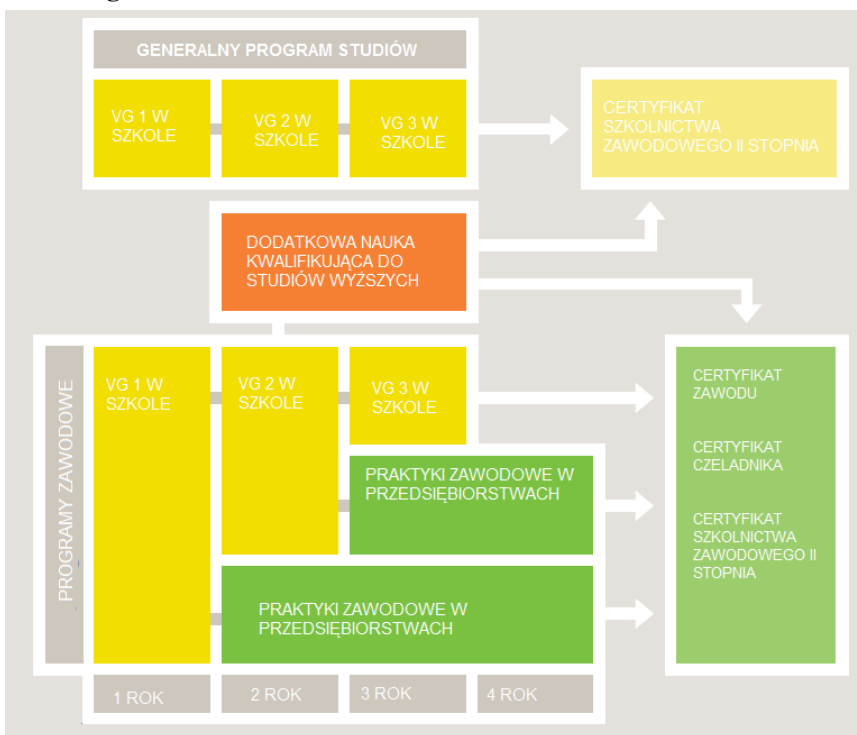 GENERALNY PROGRAM STUDIÓW
VG 1 W
SZKOLE
VG 2 W
SZKOLE
VG 3 W
SZKOLE
CERTYFIKAT
SZKOLNICTWA
ZAWODOWEGO II STOPNIA
DODATKOWA NAUKA
KWALIFIKUJĄCA DO
STUDIÓW WYŻSZYCH
PROGRAMY ZAWODOWE
VG 1 W
SZKOLE
VG 2 W
SZKOLE
VG 3 W
SZKOLE
PRAKTYKI ZAWODOWE W
PRZEDSIĘBIORSTWACH
PRAKTYKI ZAWODOWE W
PRZEDSIĘBIORSTWACH
CERTYFIKAT
ZAWODU
CERTYFIKAT
CZELADNIKA
CERTYFIKAT
SZKOLNICTWA
ZAWODOWEGO II
STOPNIA
1 ROK
2 ROK
3 ROK
4 ROK